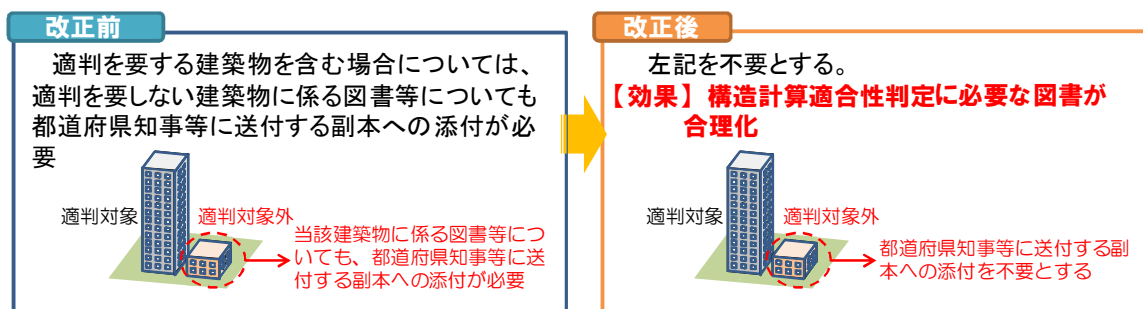 改正前
適判を要する建築物を含む場合については、
適判を要しない建築物に係る図書等についても
都道府県知事等に送付する副本への添付が必
要
適判対象
適判対象外
当該建築物に係る図書等につ
いても、都道府県知事等に送
付する副本への添付が必要
改正後
左記を不要とする。
【効果】構造計算適合性判定に必要な図書が
合理化
適判対象
適判対象外
都道府県知事等に送付する副
本への添付を不要とする